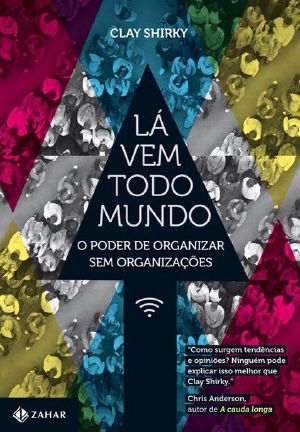 CLAY SHIRKY
LÁ
VEM
TODO
MUNDO
O PODER DE ORGANIZAR
SEM ORGANIZAÇÕES
"Como surgem tendências
e opiniões? Ninguém pode
explicar isso melhor que
Clay Shirky."
Chris Anderson,
autor de A cauda longa
ZAHAR